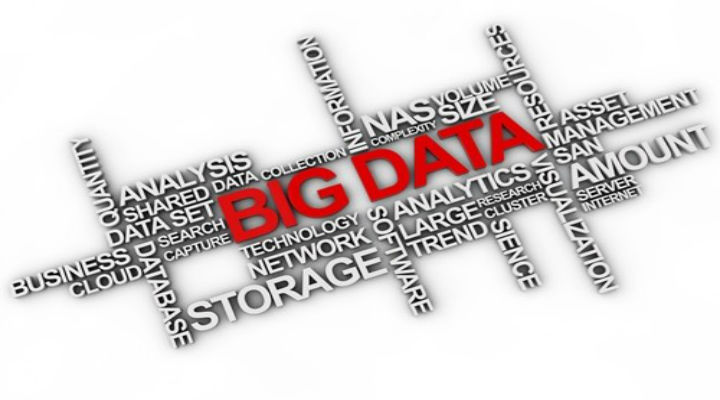 INFORMATION
RESOURCES
VOLUME
NAS
SIZE
COMPLEXITY
ASSET
MANAGEMENT
QUANTITY
ANALYSIS
SHARED DATA COLLECTION
DATA SET
BIG DATA
SAN
AMOUNT
SEARCH
CAPTURE
TECHNOLOGY
ANALYTICS
VISUALIZATION
SERVER
INTERNET
BUSINESS
CLOUD
DATABASE
NETWORK
SOFTWARE
LARGE
RESEARCH
CLUSTER
TREND
SIENCE
STORAGE